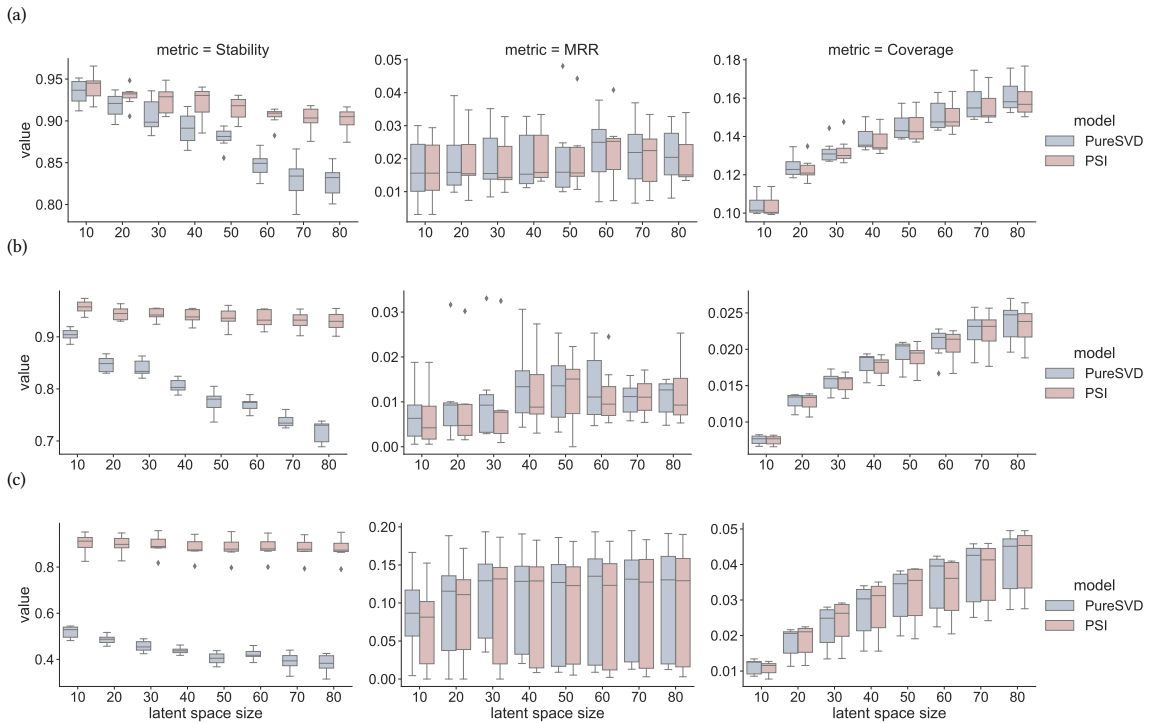 (a)
metric = Stability
metric = MRR
metric = Coverage
value
0.95
0.90
0.85
0.80
10 20 30 40 50 60 70 80
0.05
0.04
0.03
0.02
0.01
10 20 30 40 50 60 70 80
0.18
0.16
0.14
0.12
0.10
10 20 30 40 50 60 70 80
model
PureSVD
PSI
(b)
value
0.9
0.8
0.7
10 20 30 40 50 60 70 80
0.03
0.02
0.01
0.00
10 20 30 40 50 60 70 80
0.025
0.020
0.015
0.010
10 20 30 40 50 60 70 80
model
PureSVD
PSI
(c)
value
0.8
0.6
0.4
10 20 30 40 50 60 70 80
latent space size
0.20
0.15
0.10
0.05
0.00
10 20 30 40 50 60 70 80
latent space size
0.05
0.04
0.03
0.02
0.01
10 20 30 40 50 60 70 80
latent space size
model
PureSVD
PSI